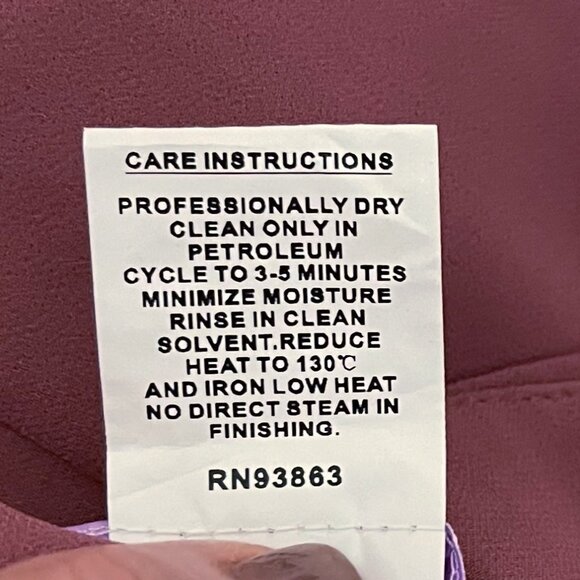 CARE INSTRUCTIONS
PROFESSIONALLY DRY
CLEAN ONLY IN
PETROLEUM
CYCLE TO 3-5 MINUTES
MINIMIZE MOISTURE
RINSE IN CLEAN
SOLVENT.REDUCE
HEAT TO 130℃
AND IRON LOW HEAT
NO DIRECT STEAM IN
FINISHING.
RN93863